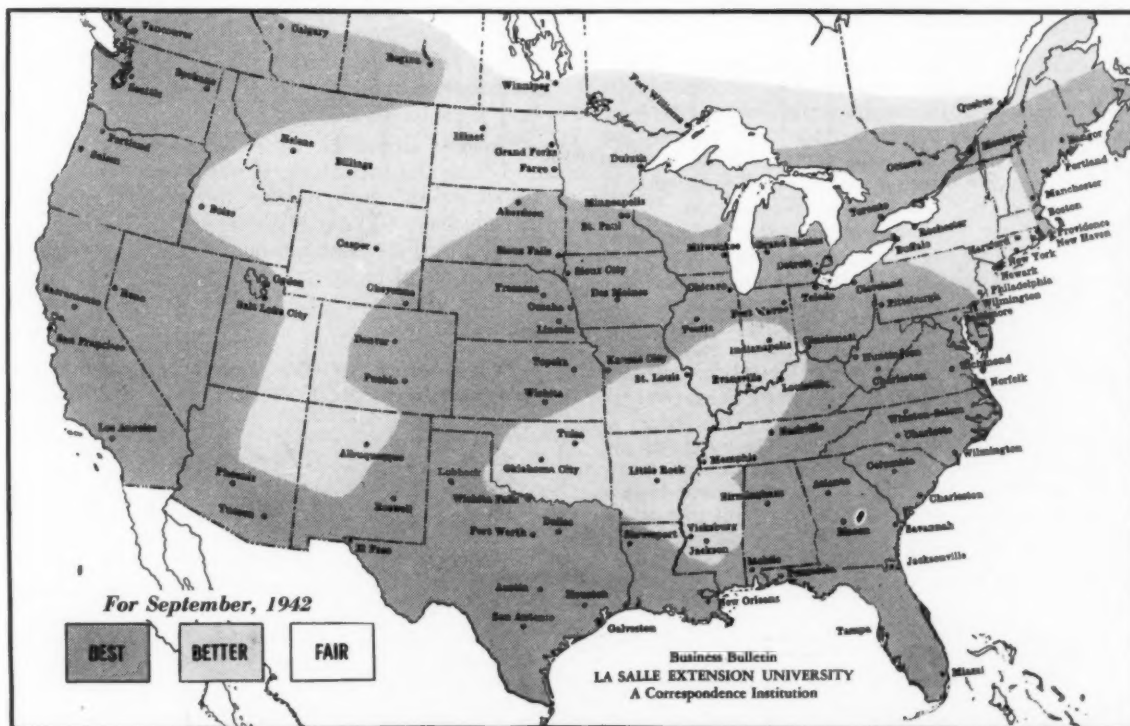 Vancouver
Calgary
Regina
Winnipeg
Port William
Quebec
Spokane
Seattle
Helena
Billings
Minot
Grand Forks
Fargo
Duluth
Ottawa
Montreal
Bangor
Portland
Portland
Salem
Boise
Casper
Aberdeen
Minneapolis
St. Paul
Toronto
Manchester
Boston
Rochester
Buffalo
Providence
Hartford
New Haven
New York
Newark
Sioux Falls
Milwaukee
Grand Rapids
Detroit
Sioux City
Chicago
Toledo
Cleveland
Philadelphia
Pittsburgh
Wilmington
Ogden
Salt Lake City
Cheyenne
Fremont
Omaha
Des Moines
Lincoln
Peoria
Fort Wayne
Sacramento
Reno
San Francisco
Denver
Pueblo
Topeka
Kansas City
Wichita
Indianapolis
Cincinnati
St. Louis
Evansville
Louisville
Huntington
Charleston
Richmond
Norfolk
Los Angeles
Phoenix
Tucson
Albuquerque
Roswell
El Paso
Lubbock
Tulsa
Oklahoma City
Wichita Falls
Little Rock
Memphis
Nashville
Winston-Salem
Charlotte
Wilmington
Columbia
Fort Worth
Dallas
Shreveport
Vicksburg
Jackson
Birmingham
Atlanta
Macon
Charleston
Savannah
Jacksonville
Austin
Houston
San Antonio
Galveston
Mobile
New Orleans
Tampa
Miami
For September, 1942
BEST
BETTER
FAIR
Business Bulletin
LA SALLE EXTENSION UNIVERSITY
A Correspondence Institution